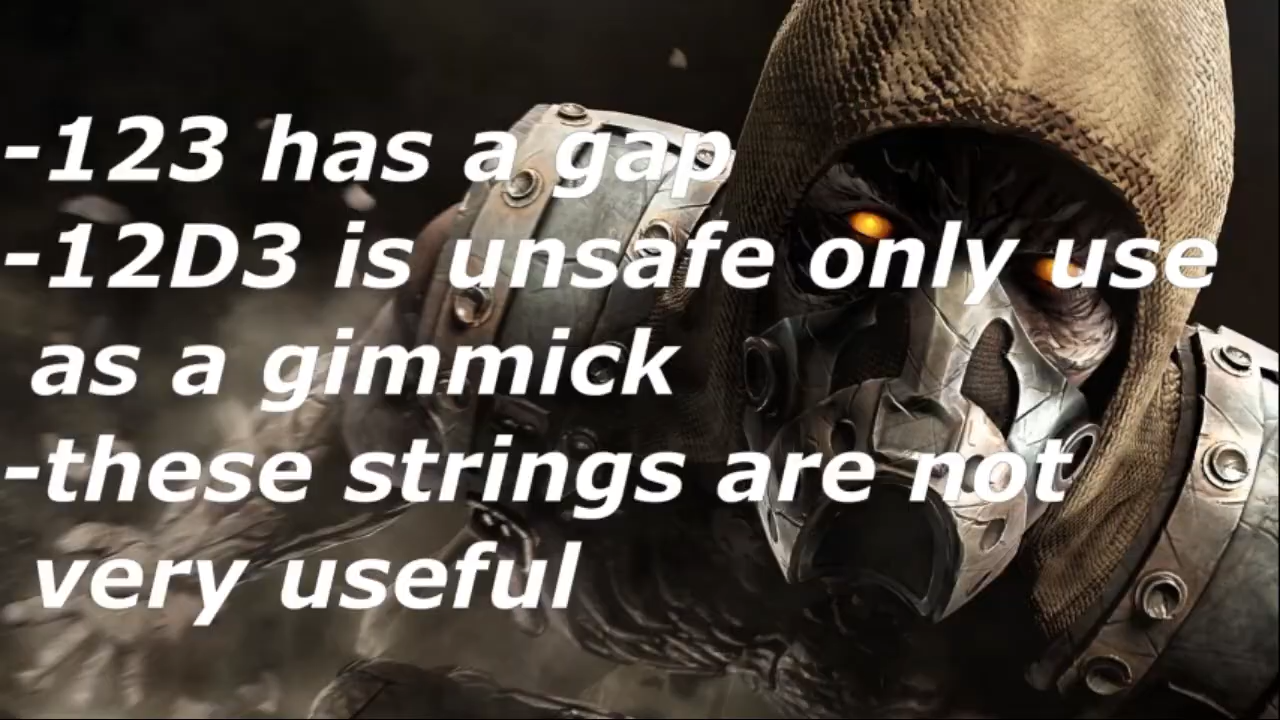 -123 has a gap
-12D3 is unsafe only use
as a gimmick
-these strings are not
very useful